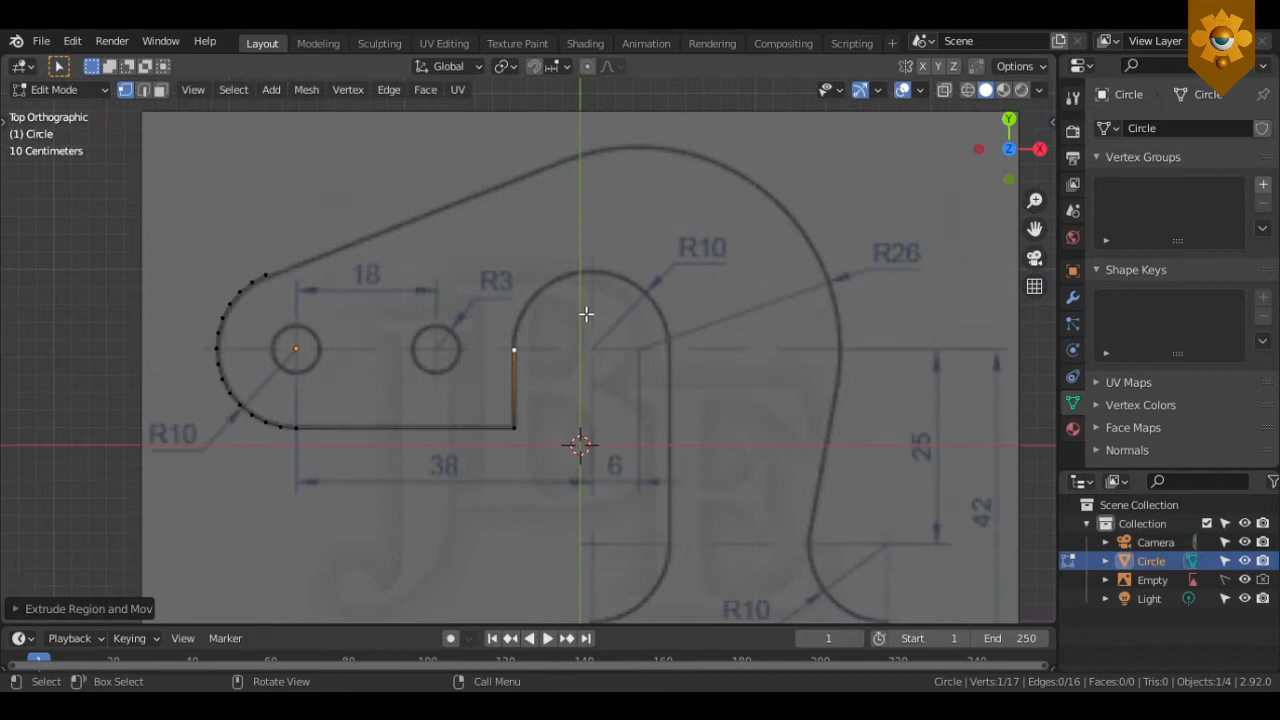 File Edit Render Window Help Layout Modeling Sculpting UV Editing Texture Paint Shading Animation Rendering Compositing Scripting + Scene View Layer
Global X Y Z Options
Edit Mode View Select Add Mesh Vertex Edge Face UV
Top Orthographic
(1) Circle
10 Centimeters
Y
Z
X
R10
R26
18
R3
R10
38
6
25
42
R10
Circle Circle
Circle
Vertex Groups
Shape Keys
UV Maps
Vertex Colors
Face Maps
Normals
Scene Collection
Collection
Camera
Circle
Empty
Light
Extrude Region and Mov
Playback Keying View Marker 1 Start 1 End 250
1 20
Select Box Select Rotate View Call Menu Circle | Verts:1/17 | Edges:0/16 | Faces:0/0 | Tris:0 | Objects:1/4 | 2.92.0